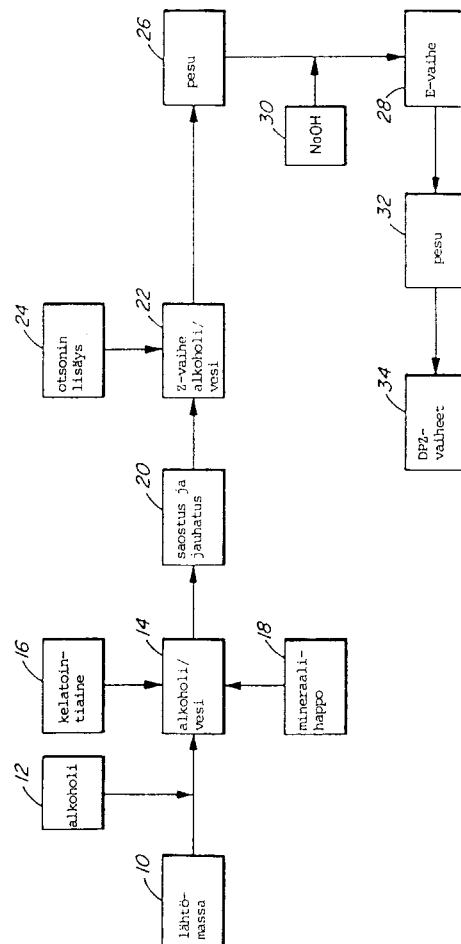 10
lähtö-
massa
12
alkoholi
14
alkoholi/
vesi
16
kelatoin-
tiaine
18
mineraali-
happo
20
saostus ja
jauhatus
22
Z-vaihe
alkoholi/
vesi
24
otsonin
lisäys
26
pesu
30
NaOH
28
E-vaihe
32
pesu
34
DPZ-
vaiheet